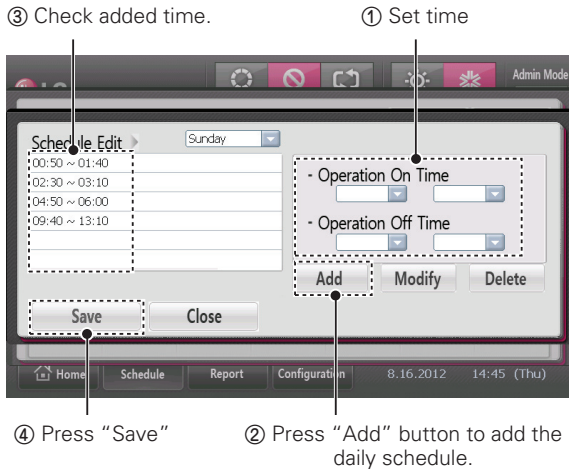 ③ Check added time.
① Set time
LG
Admin Mode
Schedule Edit
Sunday
00:50 ~ 01:40
02:30 ~ 03:10
04:50 ~ 06:00
09:40 ~ 13:10
- Operation On Time
- Operation Off Time
Add Modify Delete
Save Close
Home Schedule Report Configuration 8.16.2012 14:45 (Thu)
④ Press “Save”
② Press “Add” button to add the
daily schedule.